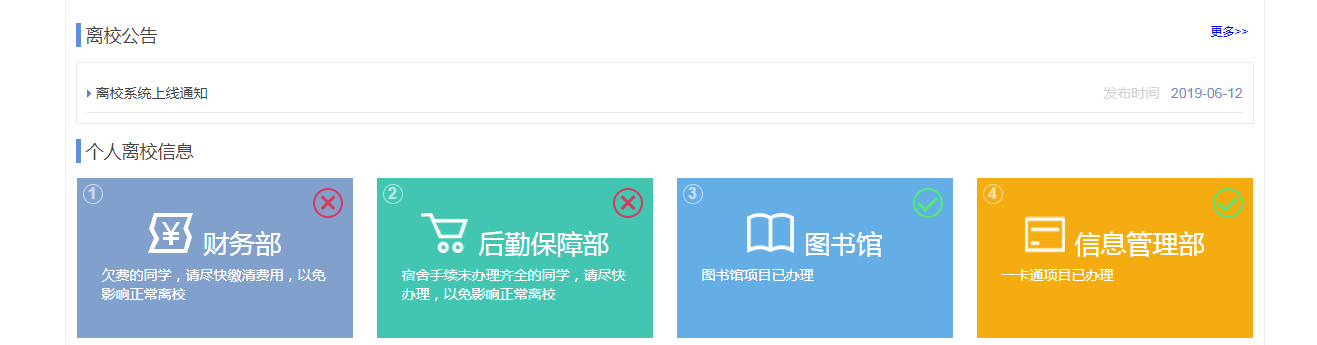 离校公告
更多>>
离校系统上线通知
发布时间 2019-06-12
个人离校信息
1
财务部
欠费的同学，请尽快缴清费用，以免
影响正常离校
2
后勤保障部
宿舍手续未办理齐全的同学，请尽快
办理，以免影响正常离校
3
图书馆
图书馆项目已办理
4
信息管理部
一卡通项目已办理